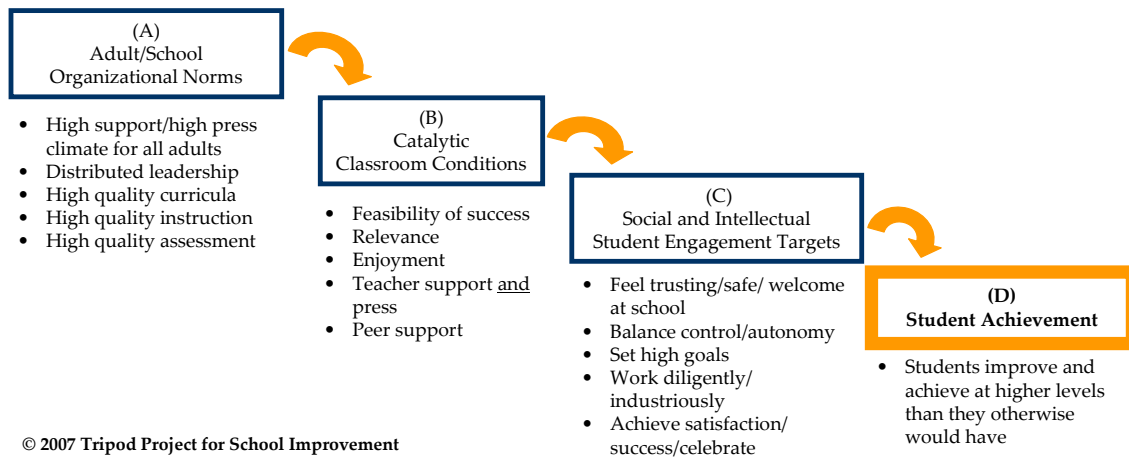 (A)
Adult/School
Organizational Norms
• High support/high press
climate for all adults
• Distributed leadership
• High quality curricula
• High quality instruction
• High quality assessment
(B)
Catalytic
Classroom Conditions
• Feasibility of success
• Relevance
• Enjoyment
• Teacher support and
press
• Peer support
(C)
Social and Intellectual
Student Engagement Targets
• Feel trusting/safe/ welcome
at school
• Balance control/autonomy
• Set high goals
• Work diligently/
industriously
• Achieve satisfaction/
success/celebrate
(D)
Student Achievement
• Students improve and
achieve at higher levels
than they otherwise
would have
© 2007 Tripod Project for School Improvement